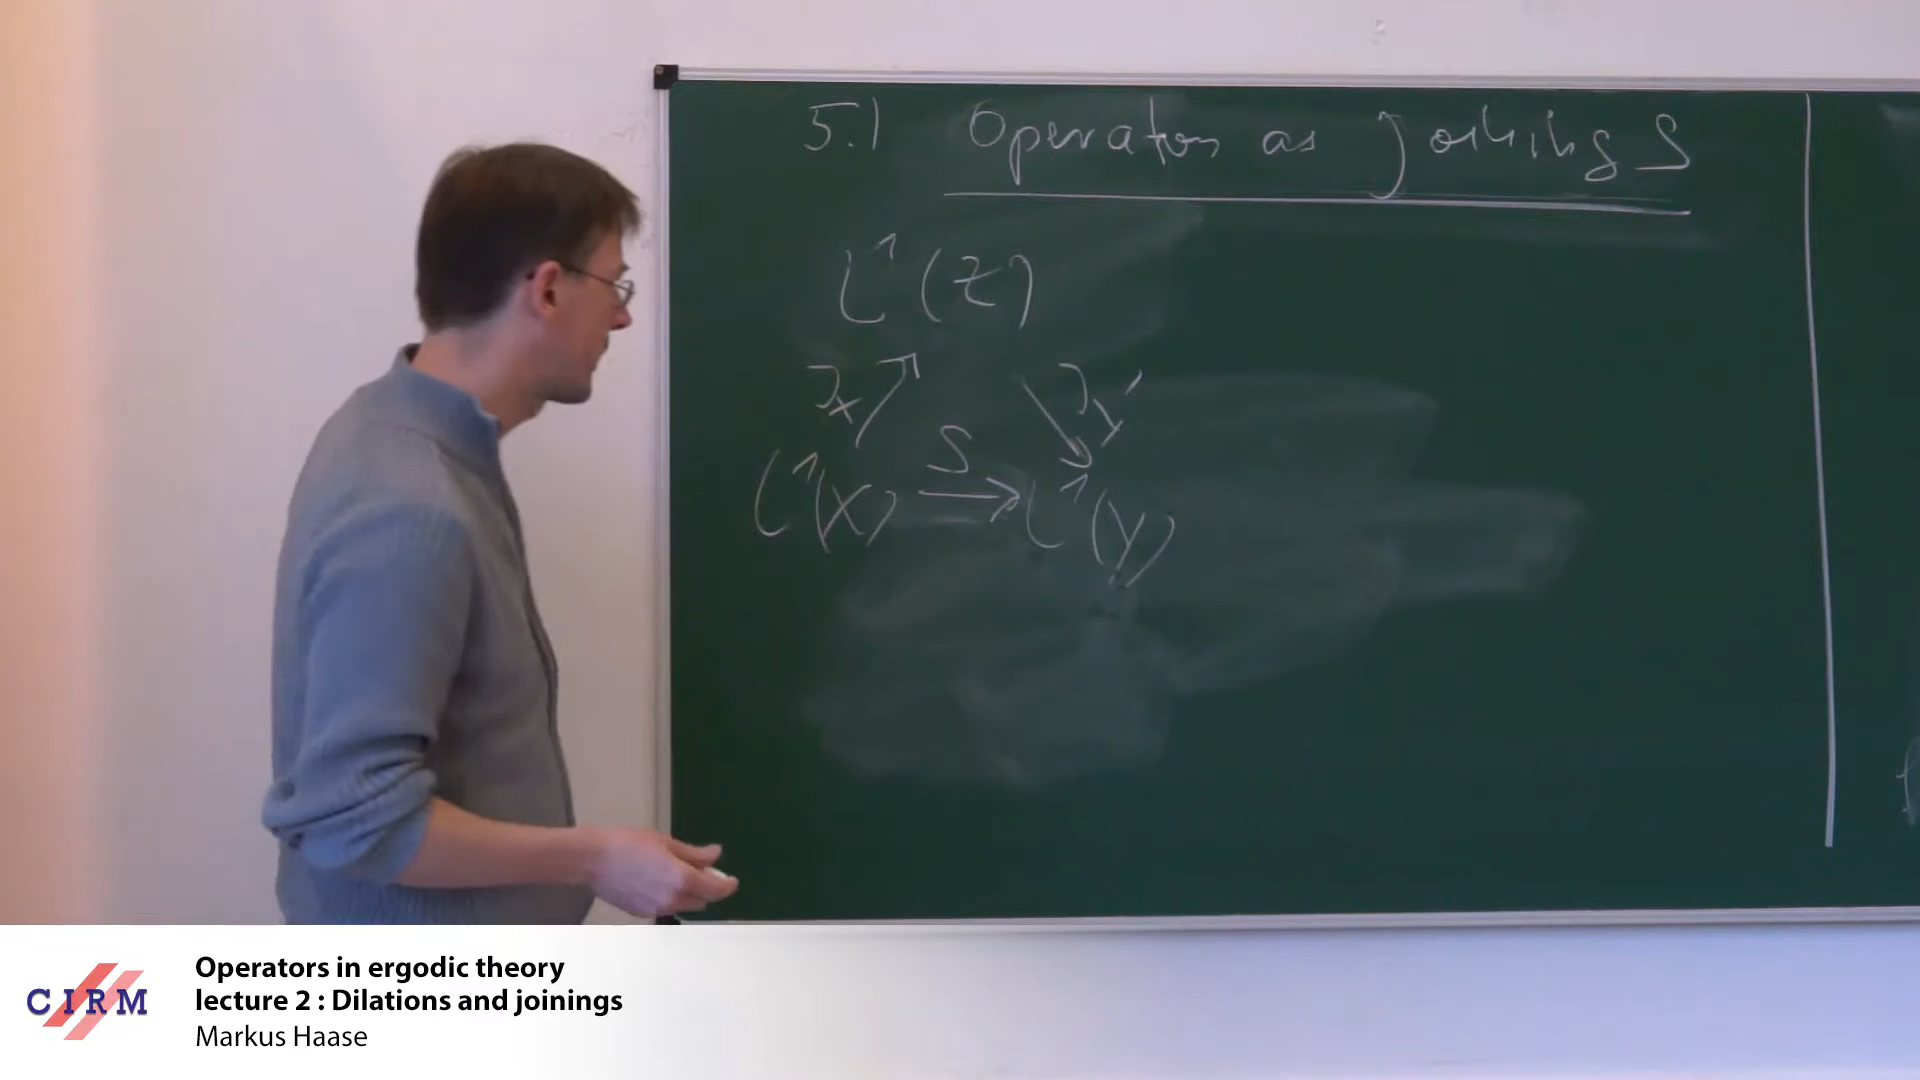 5.1 Operators as Joinings
L¹(Z)
J_X J_Y'
S
L¹(X) → L¹(Y)
CIRM
Operators in ergodic theory
lecture 2 : Dilations and joinings
Markus Haase